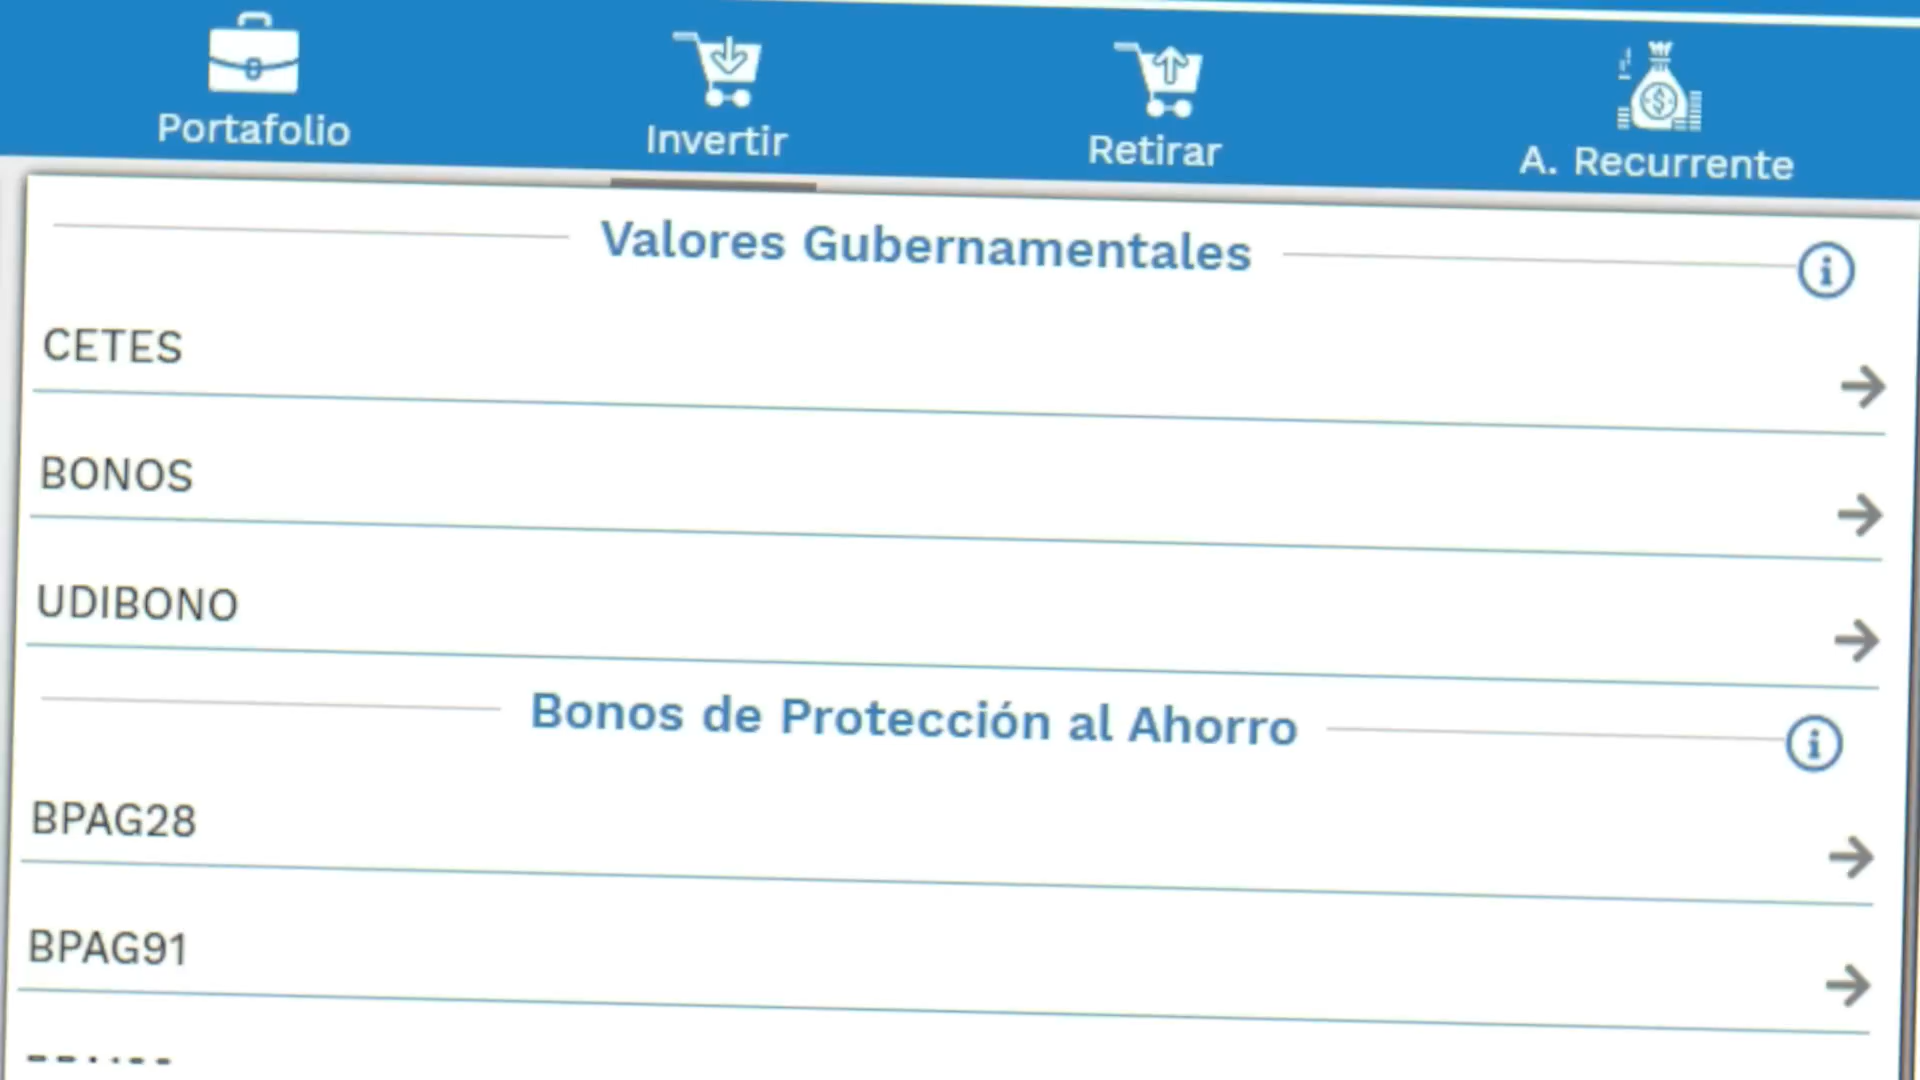 Portafolio
Invertir
Retirar
A. Recurrente
Valores Gubernamentales
CETES
BONOS
UDIBONO
Bonos de Protección al Ahorro
BPAG28
BPAG91